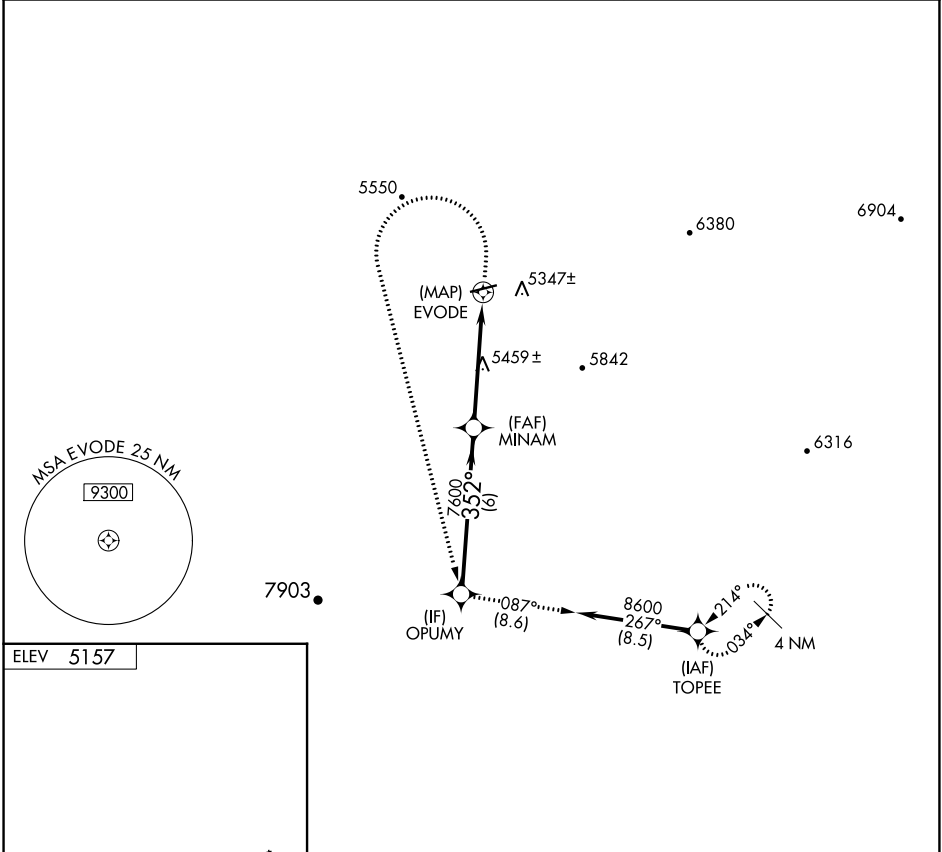 5550
6380
6904
(MAP)
EVODE
5347±
5459±
5842
(FAF)
MINAM
6316
MSA EVODE 25 NM
9300
7600
352°
(6)
7903
(IF)
OPUMY
087°
(8.6)
8600
267°
(8.5)
214°
034°
4 NM
(IAF)
TOPEE
ELEV 5157